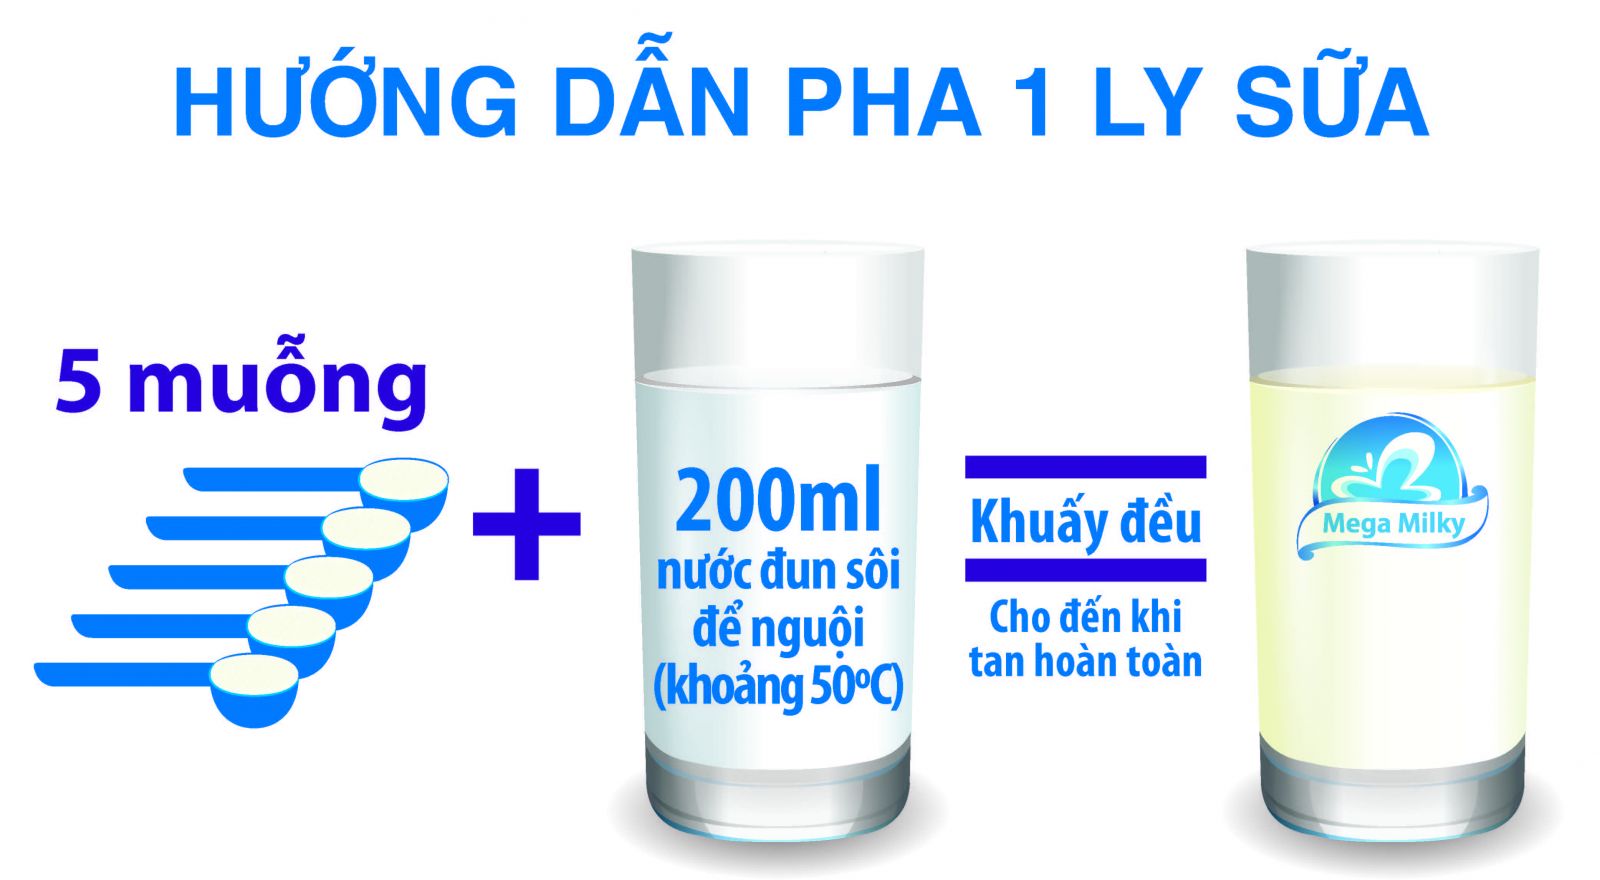 HƯỚNG DẪN PHA 1 LY SỮA
5 muỗng
+
200ml
nước đun sôi
để nguội
(khoảng 50ºC)
Khuấy đều
Cho đến khi
tan hoàn toàn
Mega Milky